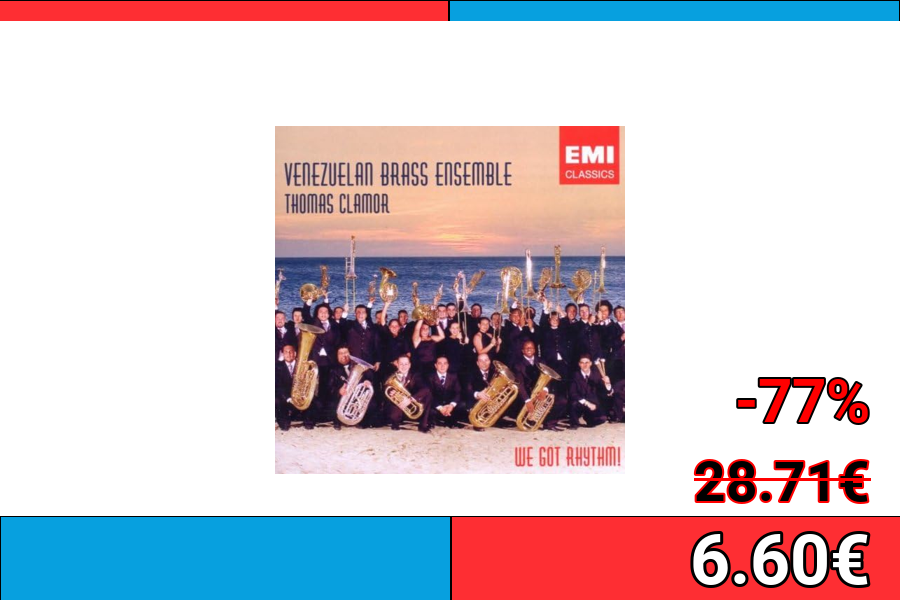 VENEZUELAN BRASS ENSEMBLE
THOMAS CLAMOR
EMI
CLASSICS
WE GOT RHYTHM!
-77%
28.71€
6.60€